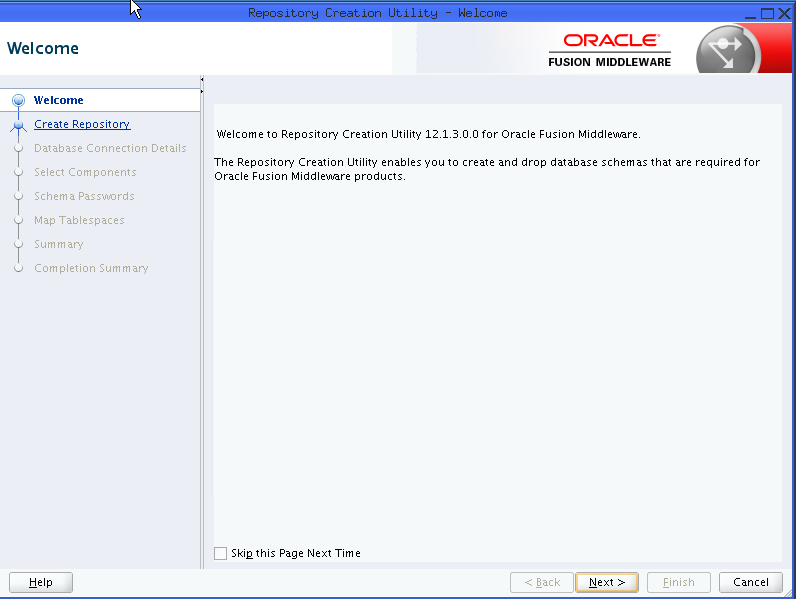 Repository Creation Utility - Welcome
Welcome
ORACLE
FUSION MIDDLEWARE
Welcome
Create Repository
Database Connection Details
Select Components
Schema Passwords
Map Tablespaces
Summary
Completion Summary
Welcome to Repository Creation Utility 12.1.3.0.0 for Oracle Fusion Middleware.
The Repository Creation Utility enables you to create and drop database schemas that are required for
Oracle Fusion Middleware products.
Skip this Page Next Time
Help
< Back
Next >
Finish
Cancel